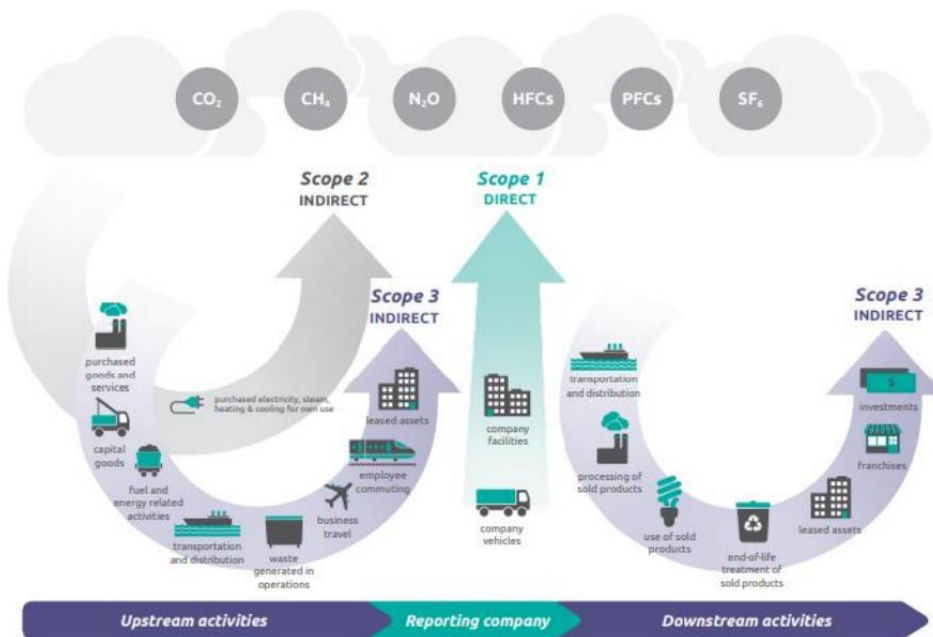 CO₂
CH₄
N₂O
HFCs
PFCs
SF₆
Scope 2
INDIRECT
Scope 1
DIRECT
Scope 3
INDIRECT
Scope 3
INDIRECT
purchased
goods and
services
capital
goods
fuel and
energy related
activities
transportation
and distribution
waste
generated in
operations
business
travel
employee
commuting
leased assets
purchased electricity, steam,
heating & cooling for own use
company
facilities
company
vehicles
transportation
and distribution
processing of
sold products
use of sold
products
end-of-life
treatment of
sold products
leased assets
franchises
$
investments
Upstream activities
Reporting company
Downstream activities